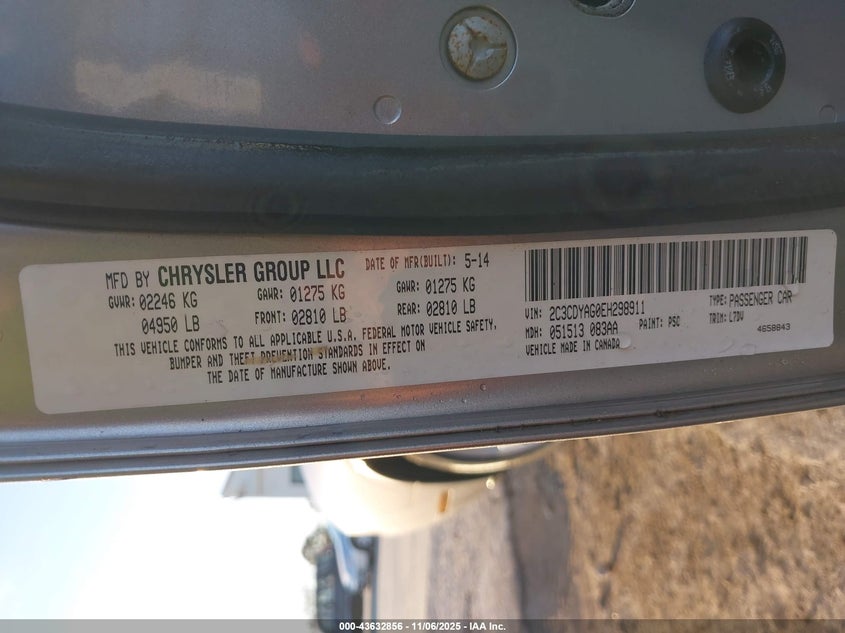 MFD BY CHRYSLER GROUP LLC DATE OF MFR(BUILT): 5-14
GVWR: 02246 KG GAWR: 01275 KG GAWR: 01275 KG
04950 LB FRONT: 02810 LB REAR: 02810 LB
THIS VEHICLE CONFORMS TO ALL APPLICABLE U.S.A. FEDERAL MOTOR VEHICLE SAFETY,
BUMPER AND THEFT PREVENTION STANDARDS IN EFFECT ON
THE DATE OF MANUFACTURE SHOWN ABOVE.
VIN: 2C3CDYAG0EH298911 TYPE: PASSENGER CAR
MDH: 051513 083AA PAINT: PSC TRIM: L7DV
VEHICLE MADE IN CANADA 4658843
000-43632856 - 11/06/2025 - IAA Inc.